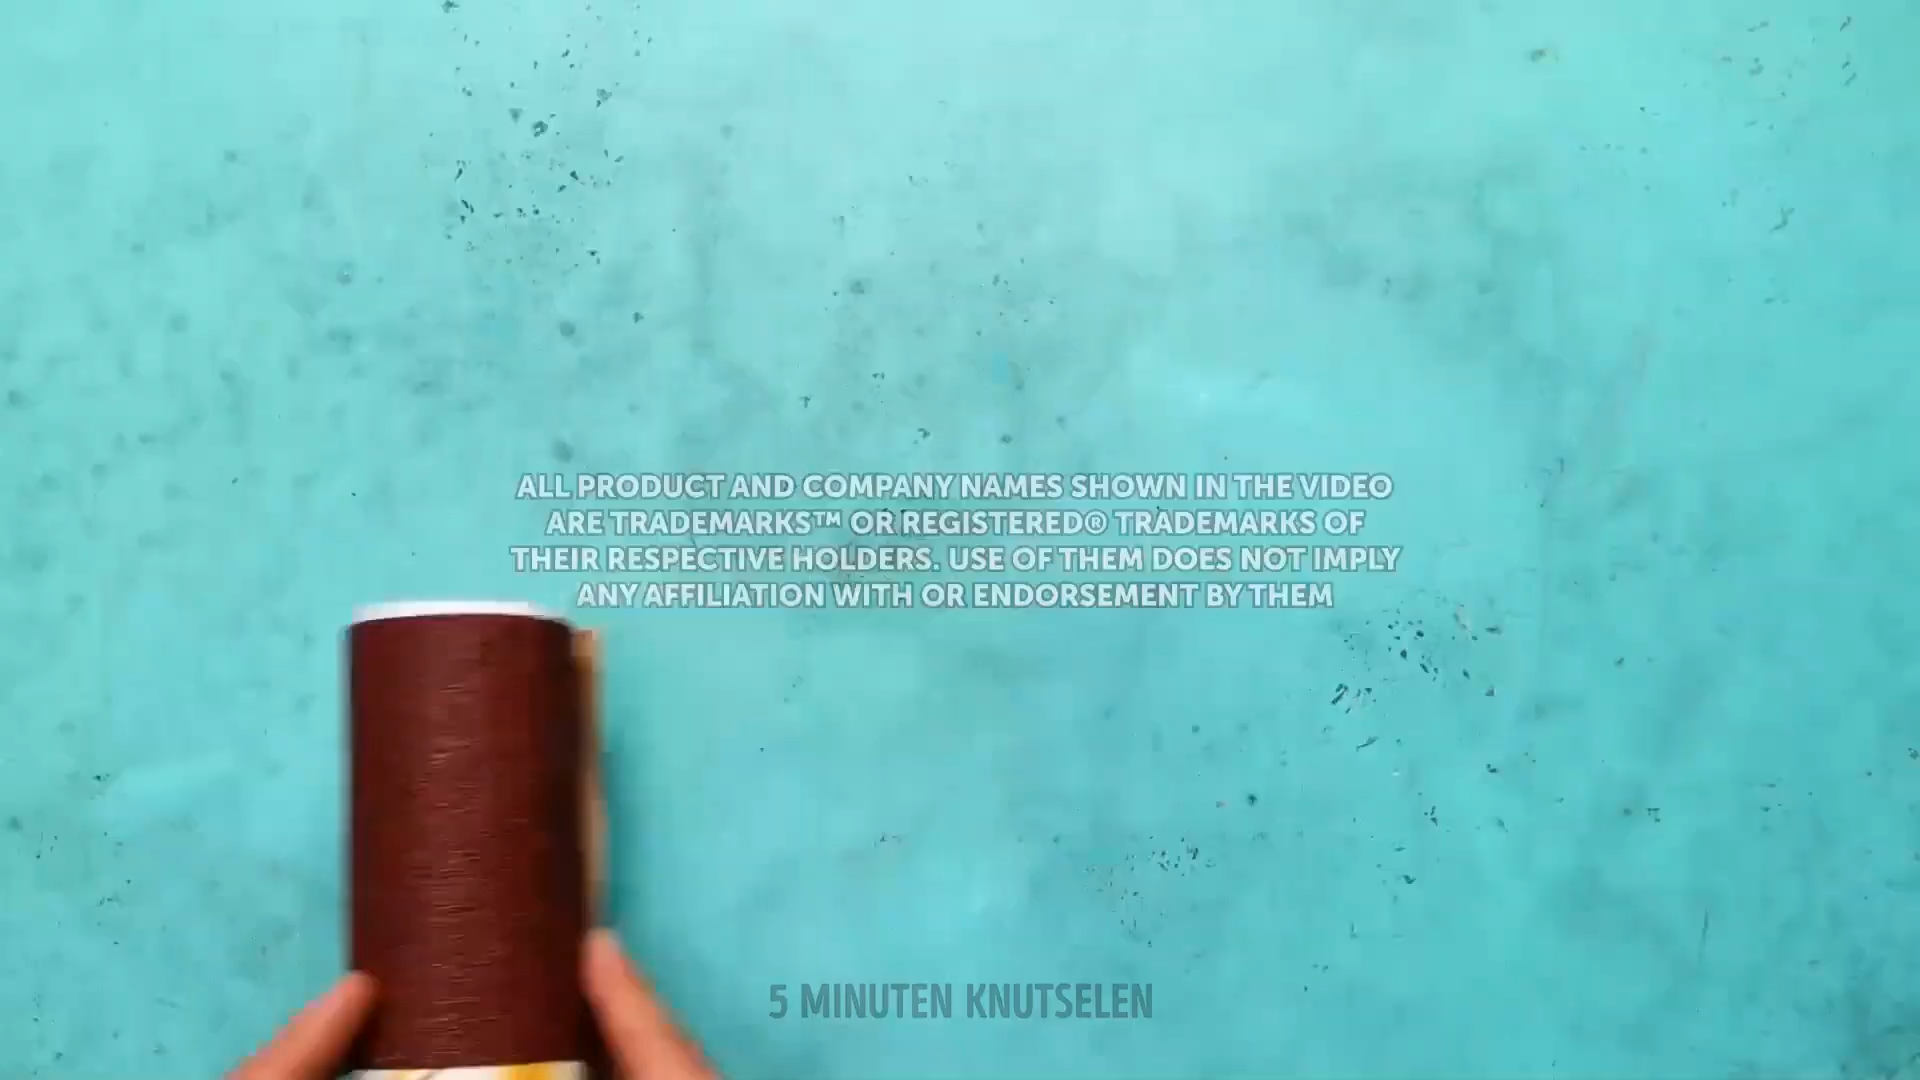 ALL PRODUCT AND COMPANY NAMES SHOWN IN THE VIDEO
ARE TRADEMARKS™ OR REGISTERED® TRADEMARKS OF
THEIR RESPECTIVE HOLDERS. USE OF THEM DOES NOT IMPLY
ANY AFFILIATION WITH OR ENDORSEMENT BY THEM
5 MINUTEN KNUTSELEN